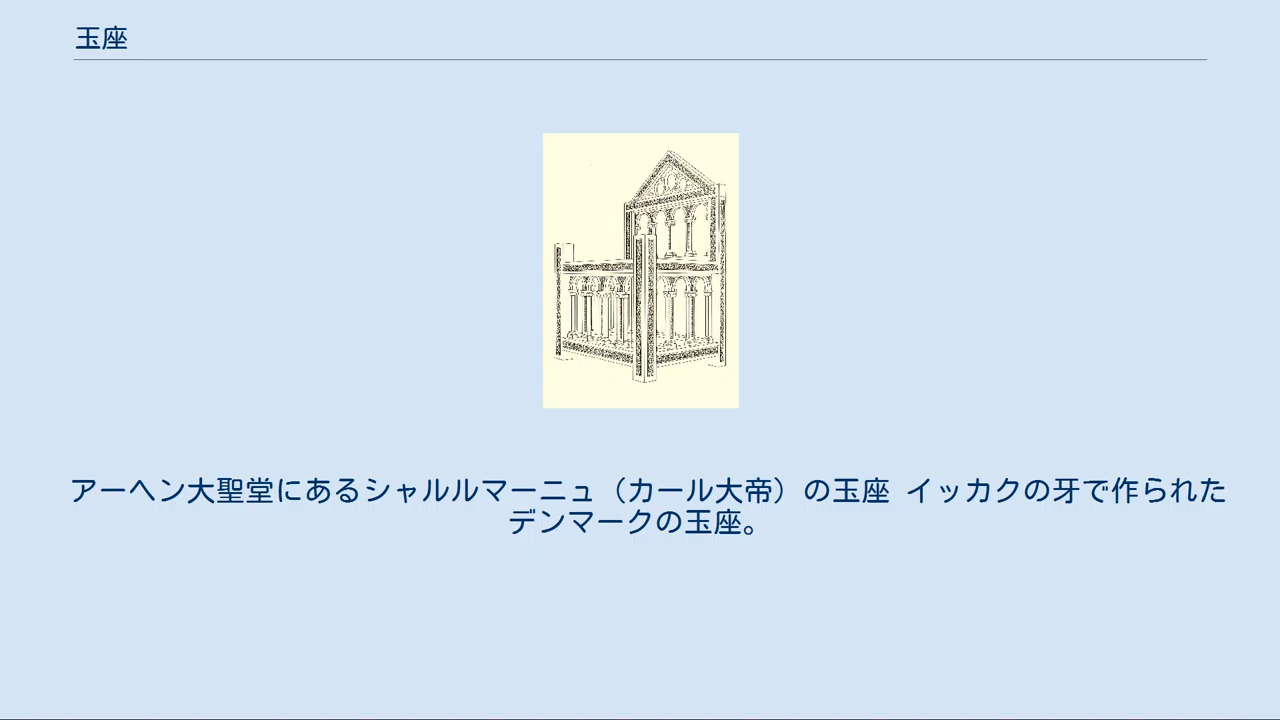 玉座
アーヘン大聖堂にあるシャルルマーニュ（カール大帝）の玉座 イッカクの牙で作られた
デンマークの玉座。